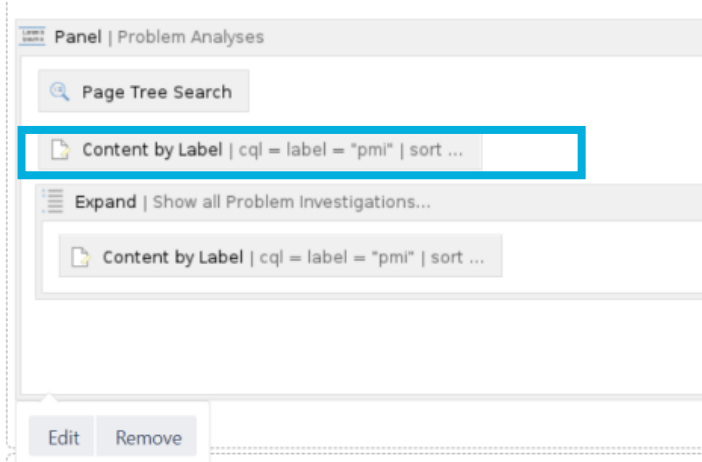 Panel | Problem Analyses
Page Tree Search
Content by Label | cql = label = "pmi" | sort ...
Expand | Show all Problem Investigations...
Content by Label | cql = label = "pmi" | sort ...
Edit Remove